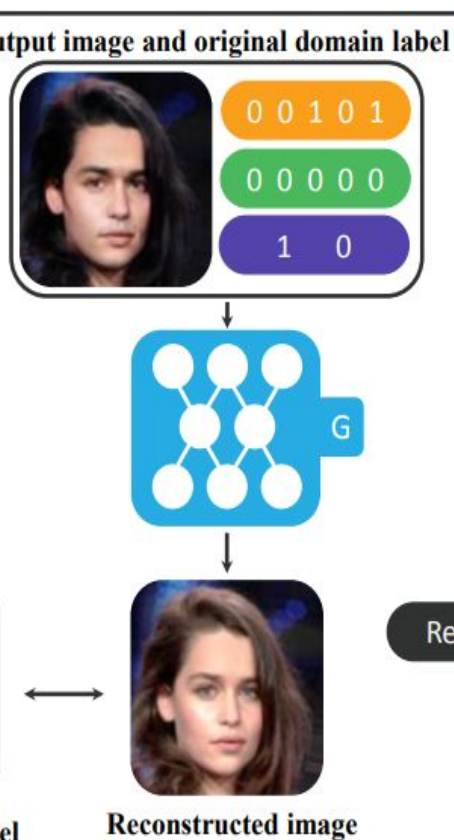 utput image and original domain label
0 0 1 0 1
0 0 0 0 0
1 0
G
Re
el
Reconstructed image